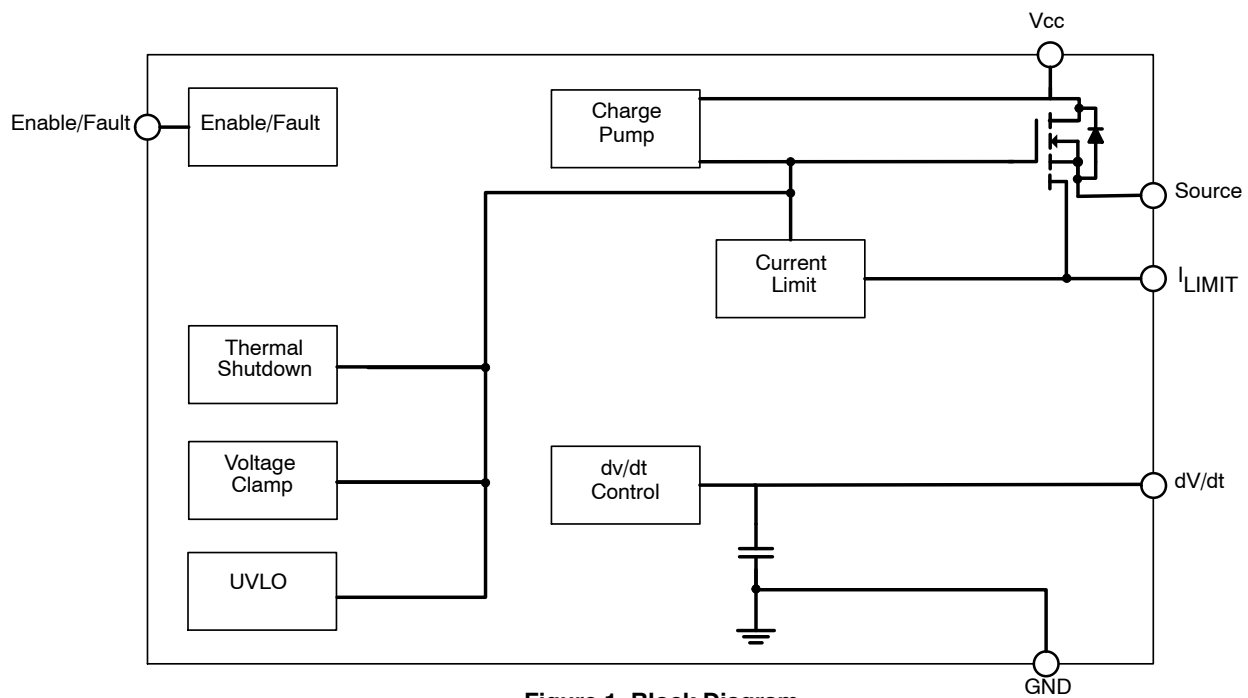 Vcc
Enable/Fault
Enable/Fault
Charge
Pump
Source
Current
Limit
ILIMIT
Thermal
Shutdown
Voltage
Clamp
dv/dt
Control
dV/dt
UVLO
GND
Figure 1. Block Diagram